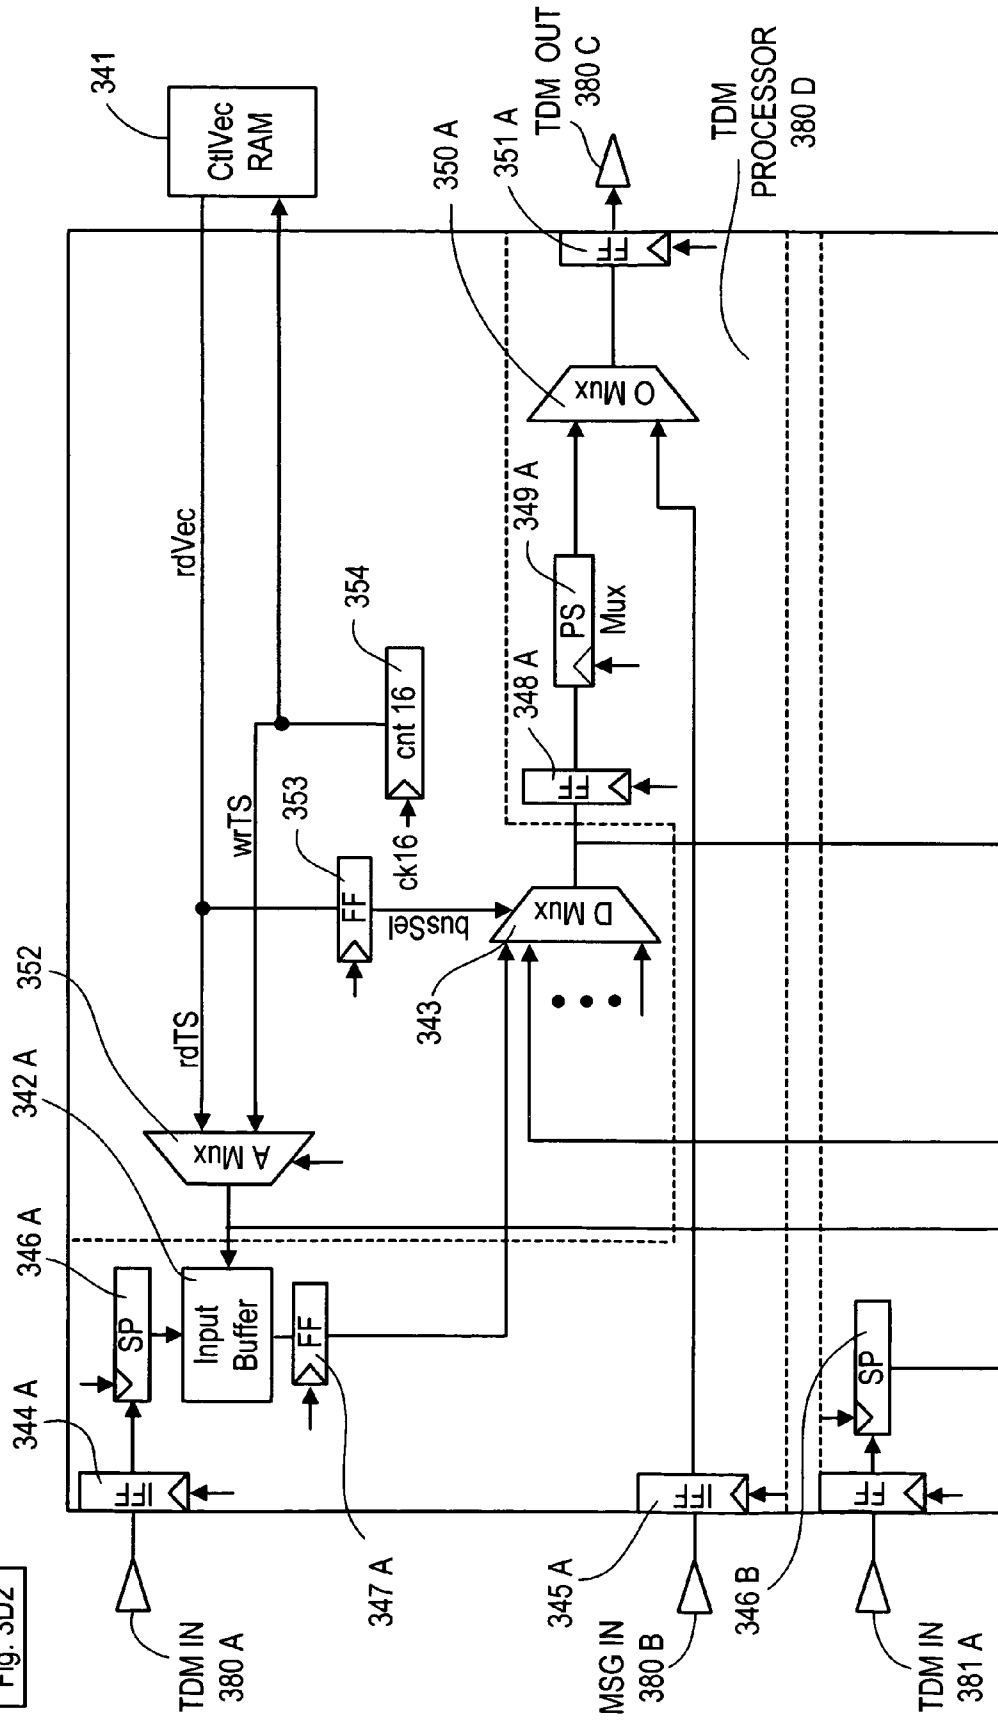 Fig. 3D2
341
CtlVec
RAM
TDM OUT
380 C
351 A
350 A
TDM
PROCESSOR
380 D
rdVec
354
cnt 16
ck16
wrTS
353
FF
busSel
352
rdTS
A Mux
342 A
346 A
SP
Input
Buffer
FF
344 A
IFF
TDM IN
380 A
347 A
343
D Mux
348 A
FF
349 A
PS
Mux
O Mux
FF
345 A
IFF
MSG IN
380 B
346 B
SP
FF
TDM IN
381 A